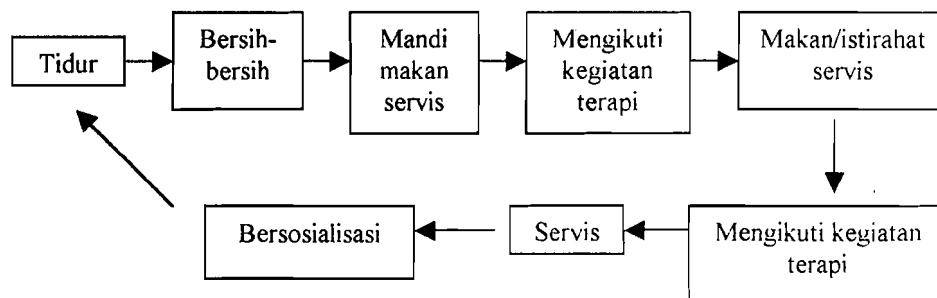 Tidur
Bersih-
bersih
Mandi
makan
servis
Mengikuti
kegiatan
terapi
Makan/istirahat
servis
Mengikuti kegiatan
terapi
Servis
Bersosialisasi